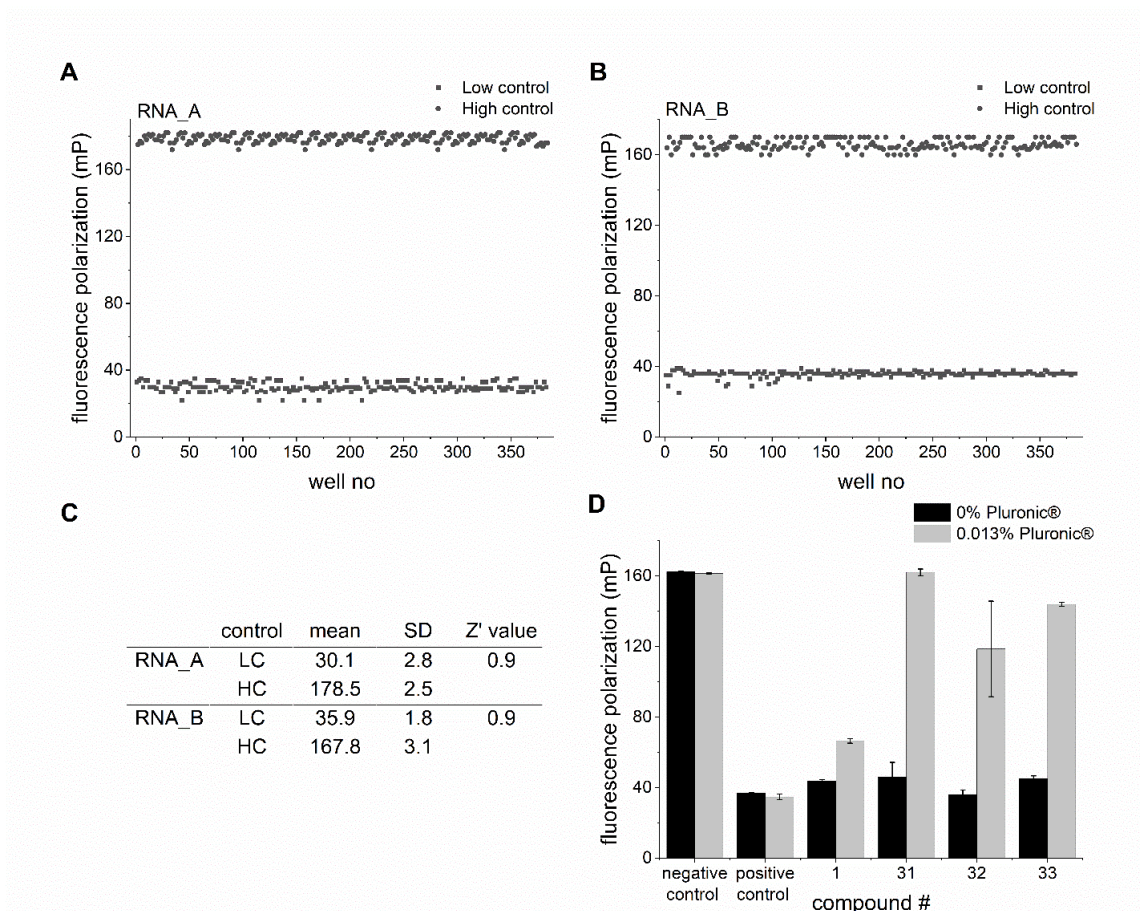 A
Low control
High control
RNA_A
fluorescence polarization (mP)
160
120
80
40
0
0 50 100 150 200 250 300 350
well no
B
Low control
High control
RNA_B
fluorescence polarization (mP)
160
120
80
40
0
0 50 100 150 200 250 300 350
well no
C
control mean SD Z' value
RNA_A LC 30.1 2.8 0.9
HC 178.5 2.5
RNA_B LC 35.9 1.8 0.9
HC 167.8 3.1
D
0% Pluronic®
0.013% Pluronic®
fluorescence polarization (mP)
160
120
80
40
0
negative positive 1 31 32 33
control control
compound #